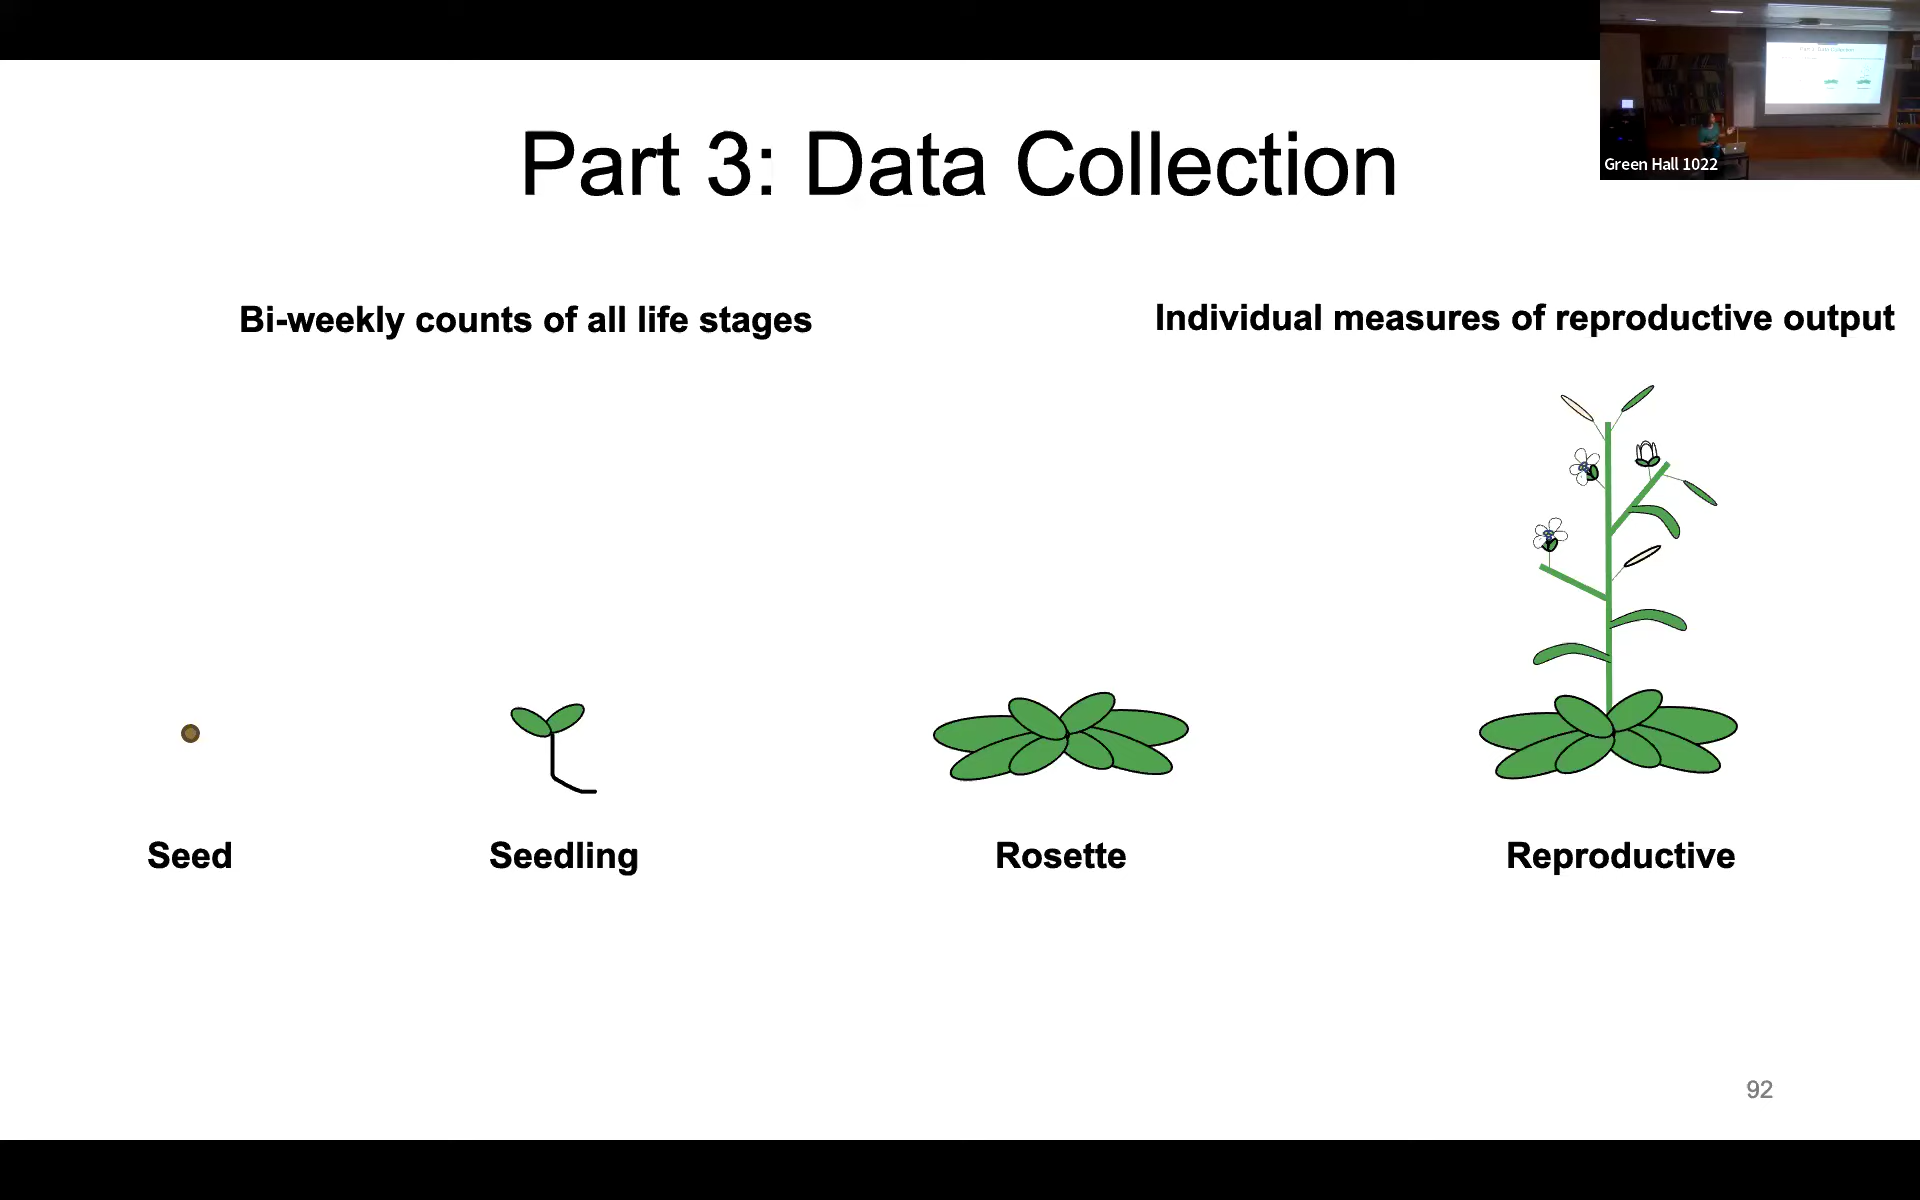 Part 3: Data Collection
Green Hall 1022
Bi-weekly counts of all life stages
Individual measures of reproductive output
Seed
Seedling
Rosette
Reproductive
92